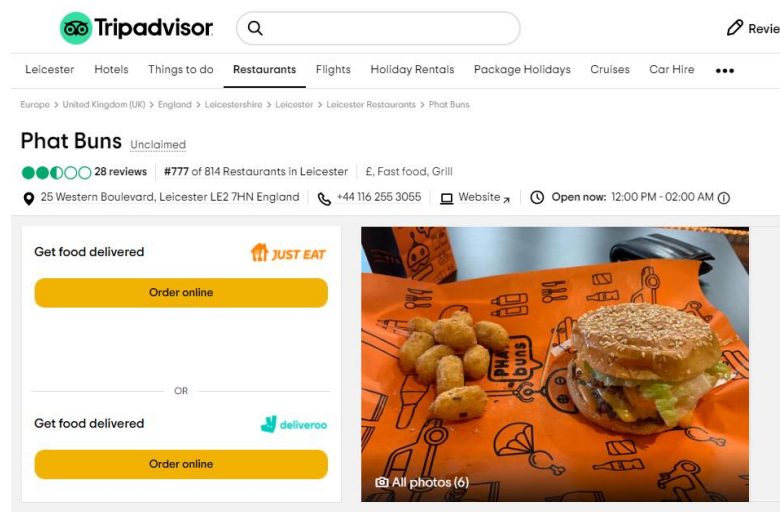 Tripadvisor
Revie
Leicester Hotels Things to do Restaurants Flights Holiday Rentals Package Holidays Cruises Car Hire •••
Europe > United Kingdom (UK) > England > Leicestershire > Leicester > Leicester Restaurants > Phat Buns
Phat Buns Unclaimed
28 reviews #777 of 814 Restaurants in Leicester £, Fast food, Grill
25 Western Boulevard, Leicester LE2 7HN England +44 116 255 3055 Website Open now: 12:00 PM - 02:00 AM
Get food delivered JUST EAT
Order online
OR
Get food delivered deliveroo
Order online
PHAT
buns
All photos (6)